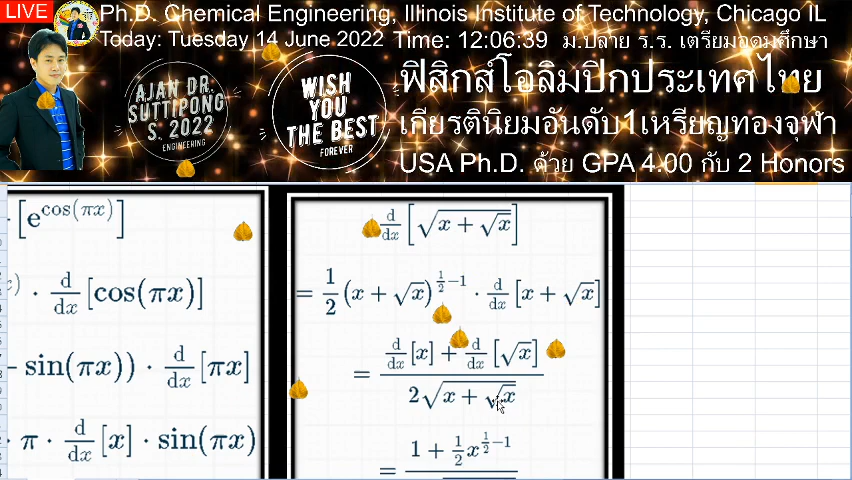 LIVE
Ph.D. Chemical Engineering, Illinois Institute of Technology, Chicago IL
Today: Tuesday 14 June 2022 Time: 12:06:39 ม.ปลาย ร.ร. เตรียมอุดมศึกษา
AJAN DR.
SUTTIPONG
S. 2022
ENGINEERING
WISH
YOU
THE BEST
FOREVER
ฟิสิกส์โอลิมปิกประเทศไทย
เกียรตินิยมอันดับ1เหรียญทองจุฬา
USA Ph.D. ด้วย GPA 4.00 กับ 2 Honors
[e^{cos(πx)}]
· d/dx [cos(πx)]
− sin(πx)) · d/dx [πx]
· π · d/dx [x] · sin(πx)
d/dx [√(x + √x)]
= 1/2 (x + √x)^{1/2−1} · d/dx [x + √x]
= (d/dx [x] + d/dx [√x]) / (2√(x + √x))
= 1 + 1/2 x^{1/2−1}